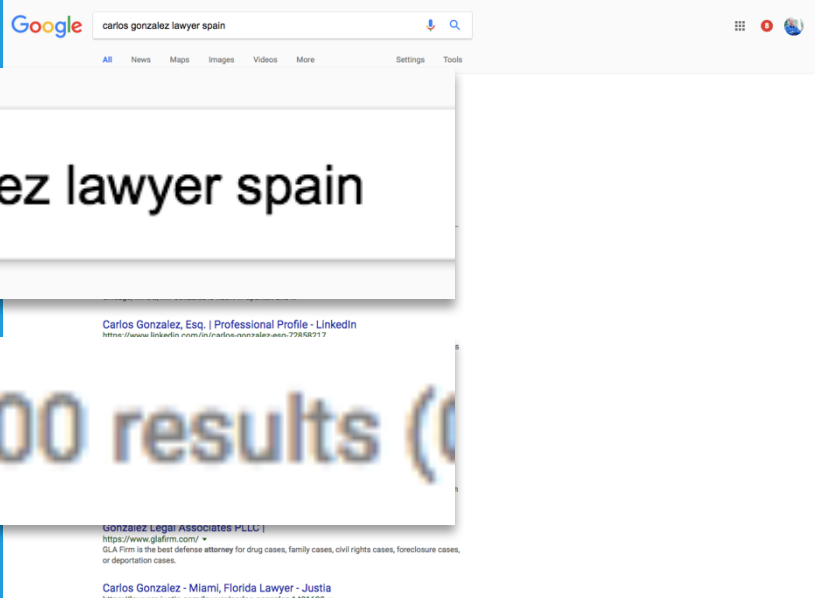 Google
carlos gonzalez lawyer spain
8
All News Maps Images Videos More Settings Tools
ez lawyer spain
Carlos Gonzalez, Esq. | Professional Profile - LinkedIn
https://www.linkedin.com/in/carlos-gonzalez-esq-72858217
s
00 results (
Gonzalez Legal Associates PLLC |
https://www.glafirm.com/
GLA Firm is the best defense attorney for drug cases, family cases, civil rights cases, foreclosure cases,
or deportation cases.
Carlos Gonzalez - Miami, Florida Lawyer - Justia